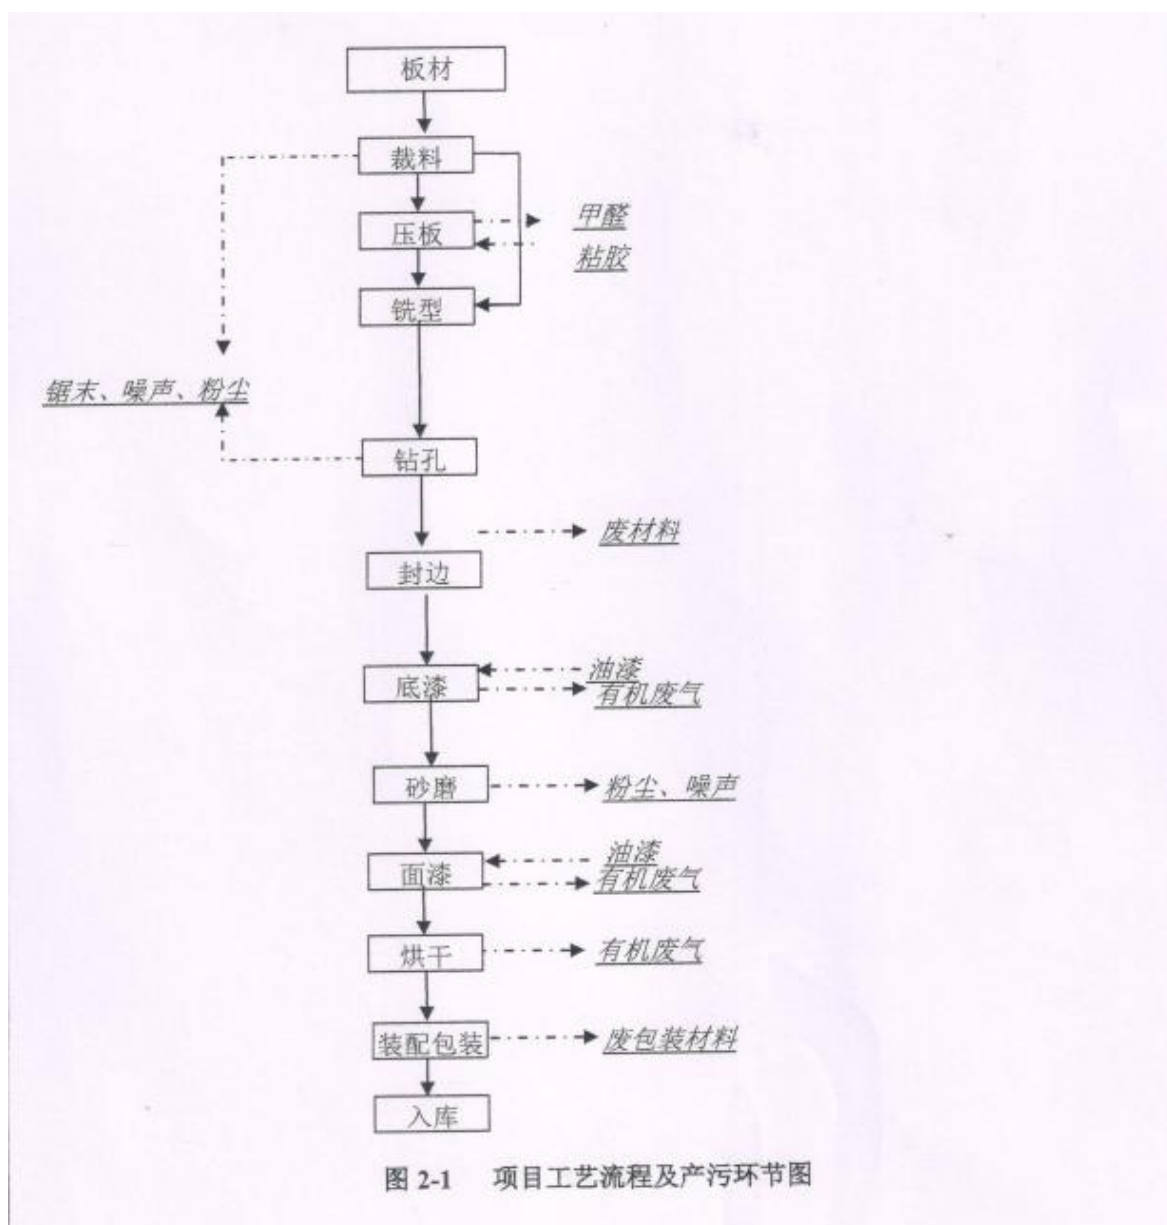 板材
裁料
压板
甲醛
粘胶
铣型
锯末、噪声、粉尘
钻孔
废材料
封边
油漆
底漆
有机废气
砂磨
粉尘、噪声
油漆
面漆
有机废气
烘干
有机废气
装配包装
废包装材料
入库
图 2-1 项目工艺流程及产污环节图